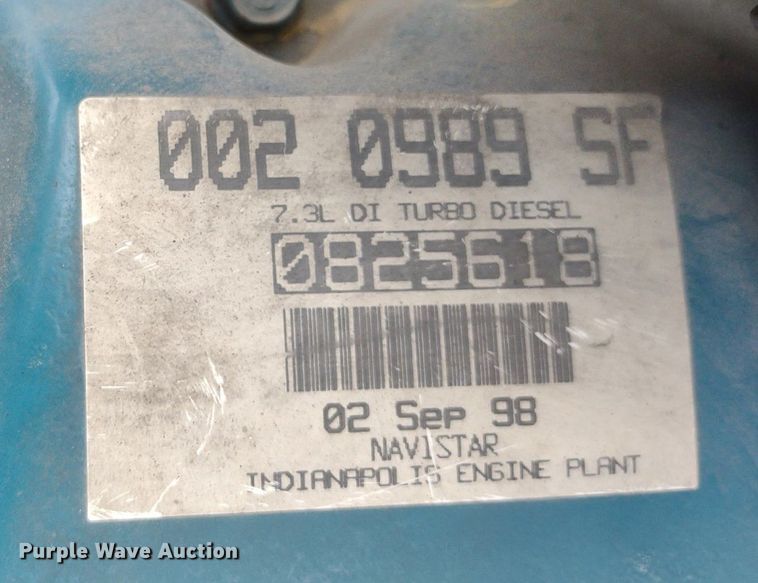 002 0989 SF
7.3L DI TURBO DIESEL
0825618
02 Sep 98
NAVISTAR
INDIANAPOLIS ENGINE PLANT
Purple Wave Auction